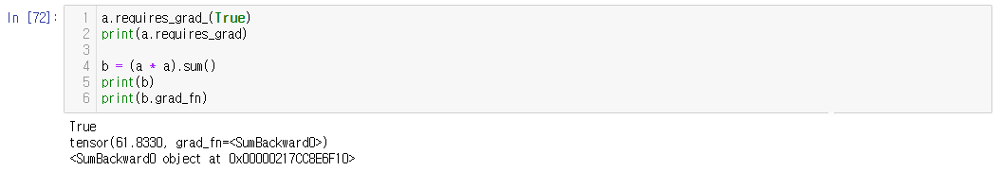 In [72]:
1 a.requires_grad_(True)
2 print(a.requires_grad)
3
4 b = (a * a).sum()
5 print(b)
6 print(b.grad_fn)
True
tensor(61.8330, grad_fn=<SumBackward0>)
<SumBackward0 object at 0x00000217CC8E6F10>